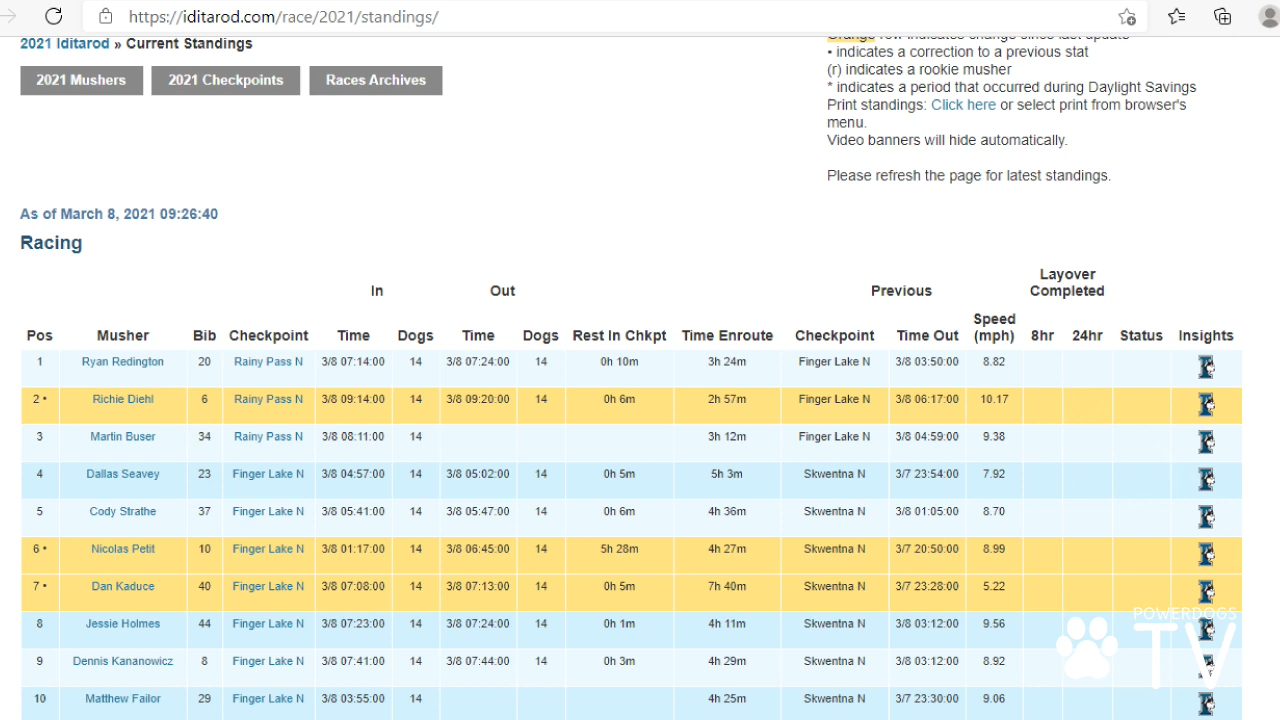 https://iditarod.com/race/2021/standings/
2021 Iditarod » Current Standings
2021 Mushers 2021 Checkpoints Races Archives
Orange row indicates change since last update
• indicates a correction to a previous stat
(r) indicates a rookie musher
* indicates a period that occurred during Daylight Savings
Print standings: Click here or select print from browser's
menu.
Video banners will hide automatically.
Please refresh the page for latest standings.
As of March 8, 2021 09:26:40
Racing
In Out Previous Layover Completed
Pos Musher Bib Checkpoint Time Dogs Time Dogs Rest In Chkpt Time Enroute Checkpoint Time Out Speed (mph) 8hr 24hr Status Insights
1 Ryan Redington 20 Rainy Pass N 3/8 07:14:00 14 3/8 07:24:00 14 0h 10m 3h 24m Finger Lake N 3/8 03:50:00 8.82
2 • Richie Diehl 6 Rainy Pass N 3/8 09:14:00 14 3/8 09:20:00 14 0h 6m 2h 57m Finger Lake N 3/8 06:17:00 10.17
3 Martin Buser 34 Rainy Pass N 3/8 08:11:00 14 3h 12m Finger Lake N 3/8 04:59:00 9.38
4 Dallas Seavey 23 Finger Lake N 3/8 04:57:00 14 3/8 05:02:00 14 0h 5m 5h 3m Skwentna N 3/7 23:54:00 7.92
5 Cody Strathe 37 Finger Lake N 3/8 05:41:00 14 3/8 05:47:00 14 0h 6m 4h 36m Skwentna N 3/8 01:05:00 8.70
6 • Nicolas Petit 10 Finger Lake N 3/8 01:17:00 14 3/8 06:45:00 14 5h 28m 4h 27m Skwentna N 3/7 20:50:00 8.99
7 • Dan Kaduce 40 Finger Lake N 3/8 07:08:00 14 3/8 07:13:00 14 0h 5m 7h 40m Skwentna N 3/7 23:28:00 5.22
8 Jessie Holmes 44 Finger Lake N 3/8 07:23:00 14 3/8 07:24:00 14 0h 1m 4h 11m Skwentna N 3/8 03:12:00 9.56
9 Dennis Kananowicz 8 Finger Lake N 3/8 07:41:00 14 3/8 07:44:00 14 0h 3m 4h 29m Skwentna N 3/8 03:12:00 8.92
10 Matthew Failor 29 Finger Lake N 3/8 03:55:00 14 4h 25m Skwentna N 3/7 23:30:00 9.06
POWERDOGS
TV